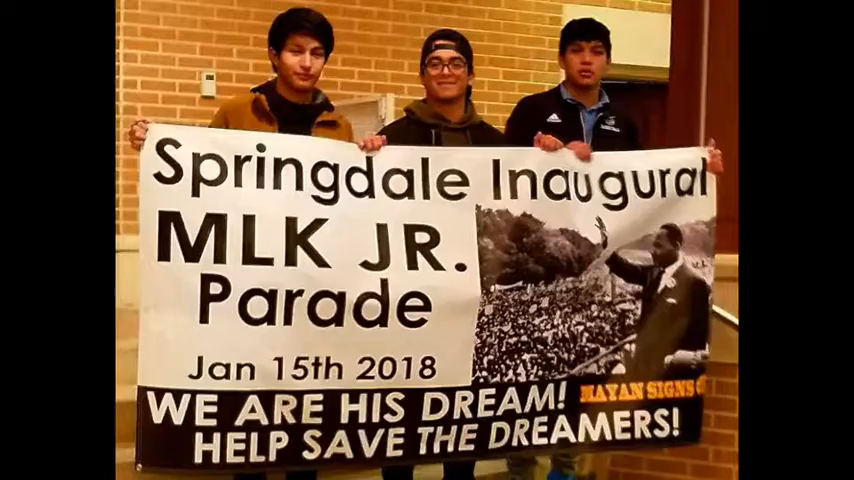 Springdale Inaugural
MLK JR.
Parade
Jan 15th 2018
WE ARE HIS DREAM!
HELP SAVE THE DREAMERS!
MAYAN SIGNS